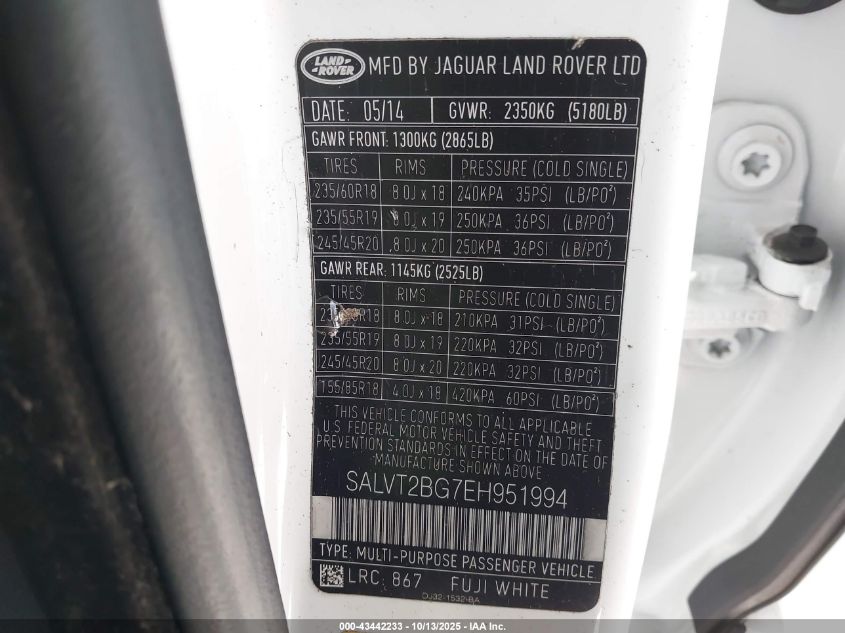 LAND ROVER MFD BY JAGUAR LAND ROVER LTD
DATE: 05/14 GVWR: 2350KG (5180LB)
GAWR FRONT: 1300KG (2865LB)
TIRES RIMS PRESSURE (COLD SINGLE)
235/60R18 8.0J x 18 240KPA 35PSI (LB/PO²)
235/55R19 8.0J x 19 250KPA 36PSI (LB/PO²)
245/45R20 8.0J x 20 250KPA 36PSI (LB/PO²)
GAWR REAR: 1145KG (2525LB)
TIRES RIMS PRESSURE (COLD SINGLE)
8.0J x 18 210KPA 31PSI (LB/PO²)
235/55R19 8.0J x 19 220KPA 32PSI (LB/PO²)
245/45R20 8.0J x 20 220KPA 32PSI (LB/PO²)
155/85R18 4.0J x 18 420KPA 60PSI (LB/PO²)
THIS VEHICLE CONFORMS TO ALL APPLICABLE
U.S. FEDERAL MOTOR VEHICLE SAFETY AND THEFT
PREVENTION STANDARDS IN EFFECT ON THE DATE OF
MANUFACTURE SHOWN ABOVE.
SALVT2BG7EH951994
TYPE: MULTI-PURPOSE PASSENGER VEHICLE
LRC: 867 FUJI WHITE
DJ32-1532-BA
000-43442233 - 10/13/2025 - IAA Inc.